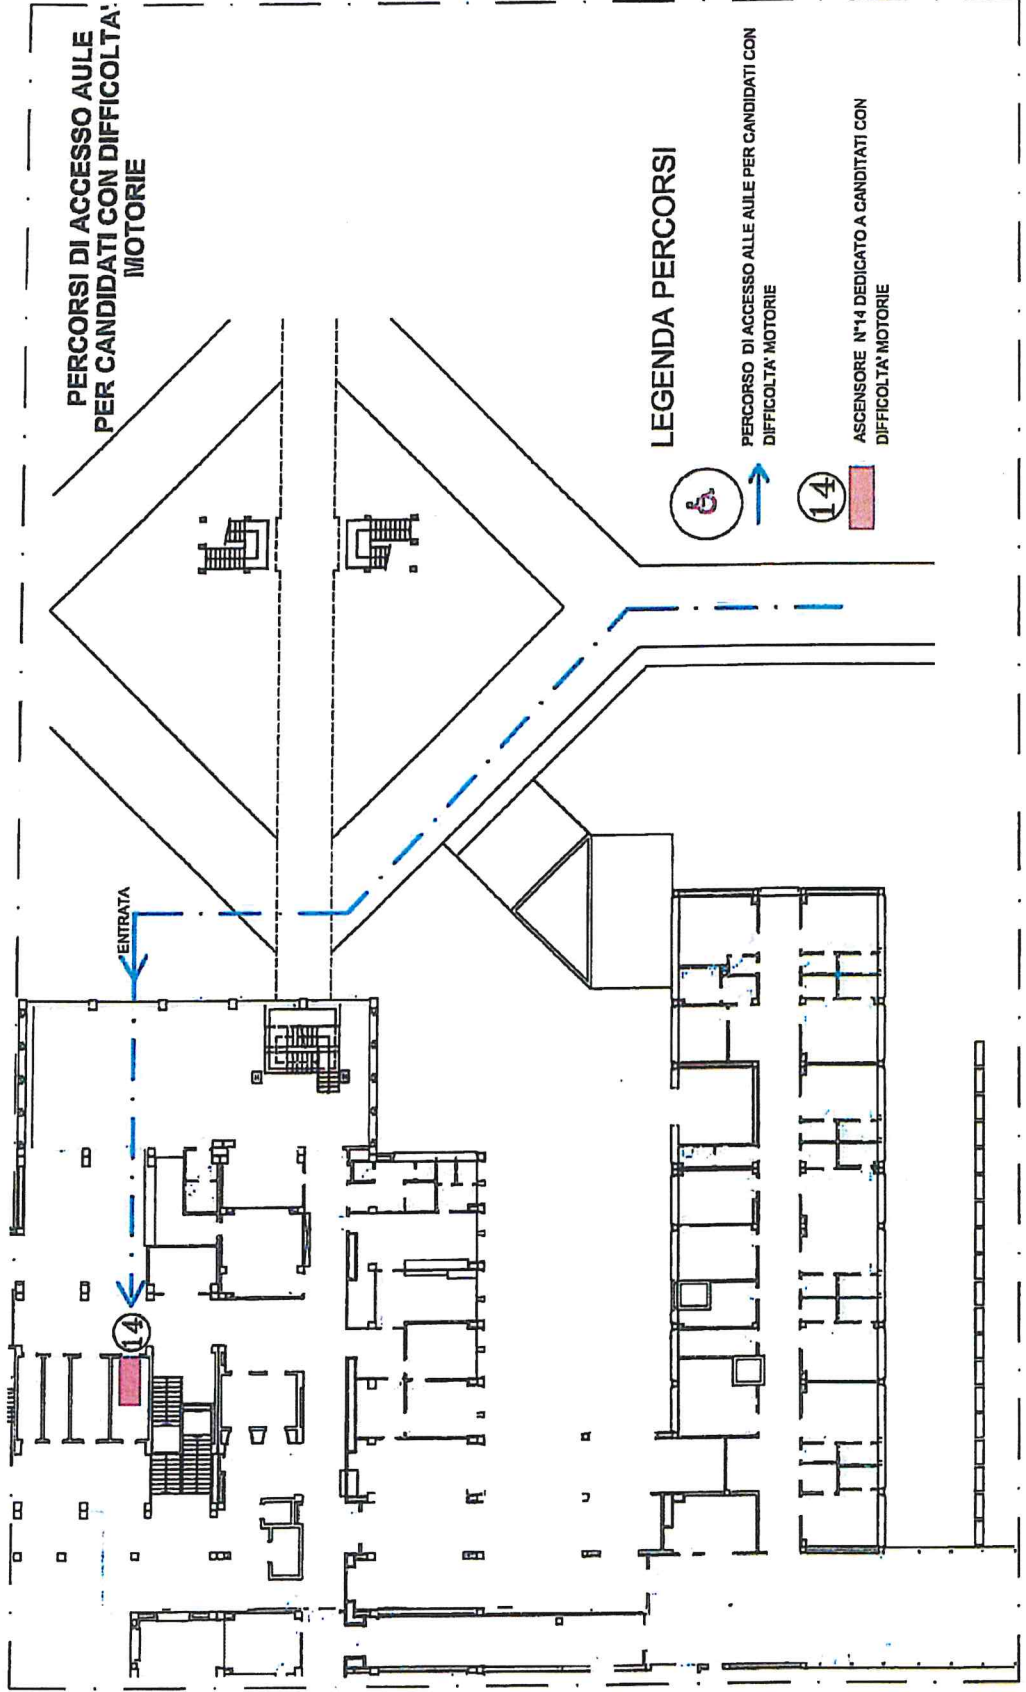 PERCORSI DI ACCESSO AULE
PER CANDIDATI CON DIFFICOLTA'
MOTORIE
ENTRATA
14
LEGENDA PERCORSI
PERCORSO DI ACCESSO ALLE AULE PER CANDIDATI CON
DIFFICOLTA' MOTORIE
14
ASCENSORE N°14 DEDICATO A CANDITATI CON
DIFFICOLTA' MOTORIE